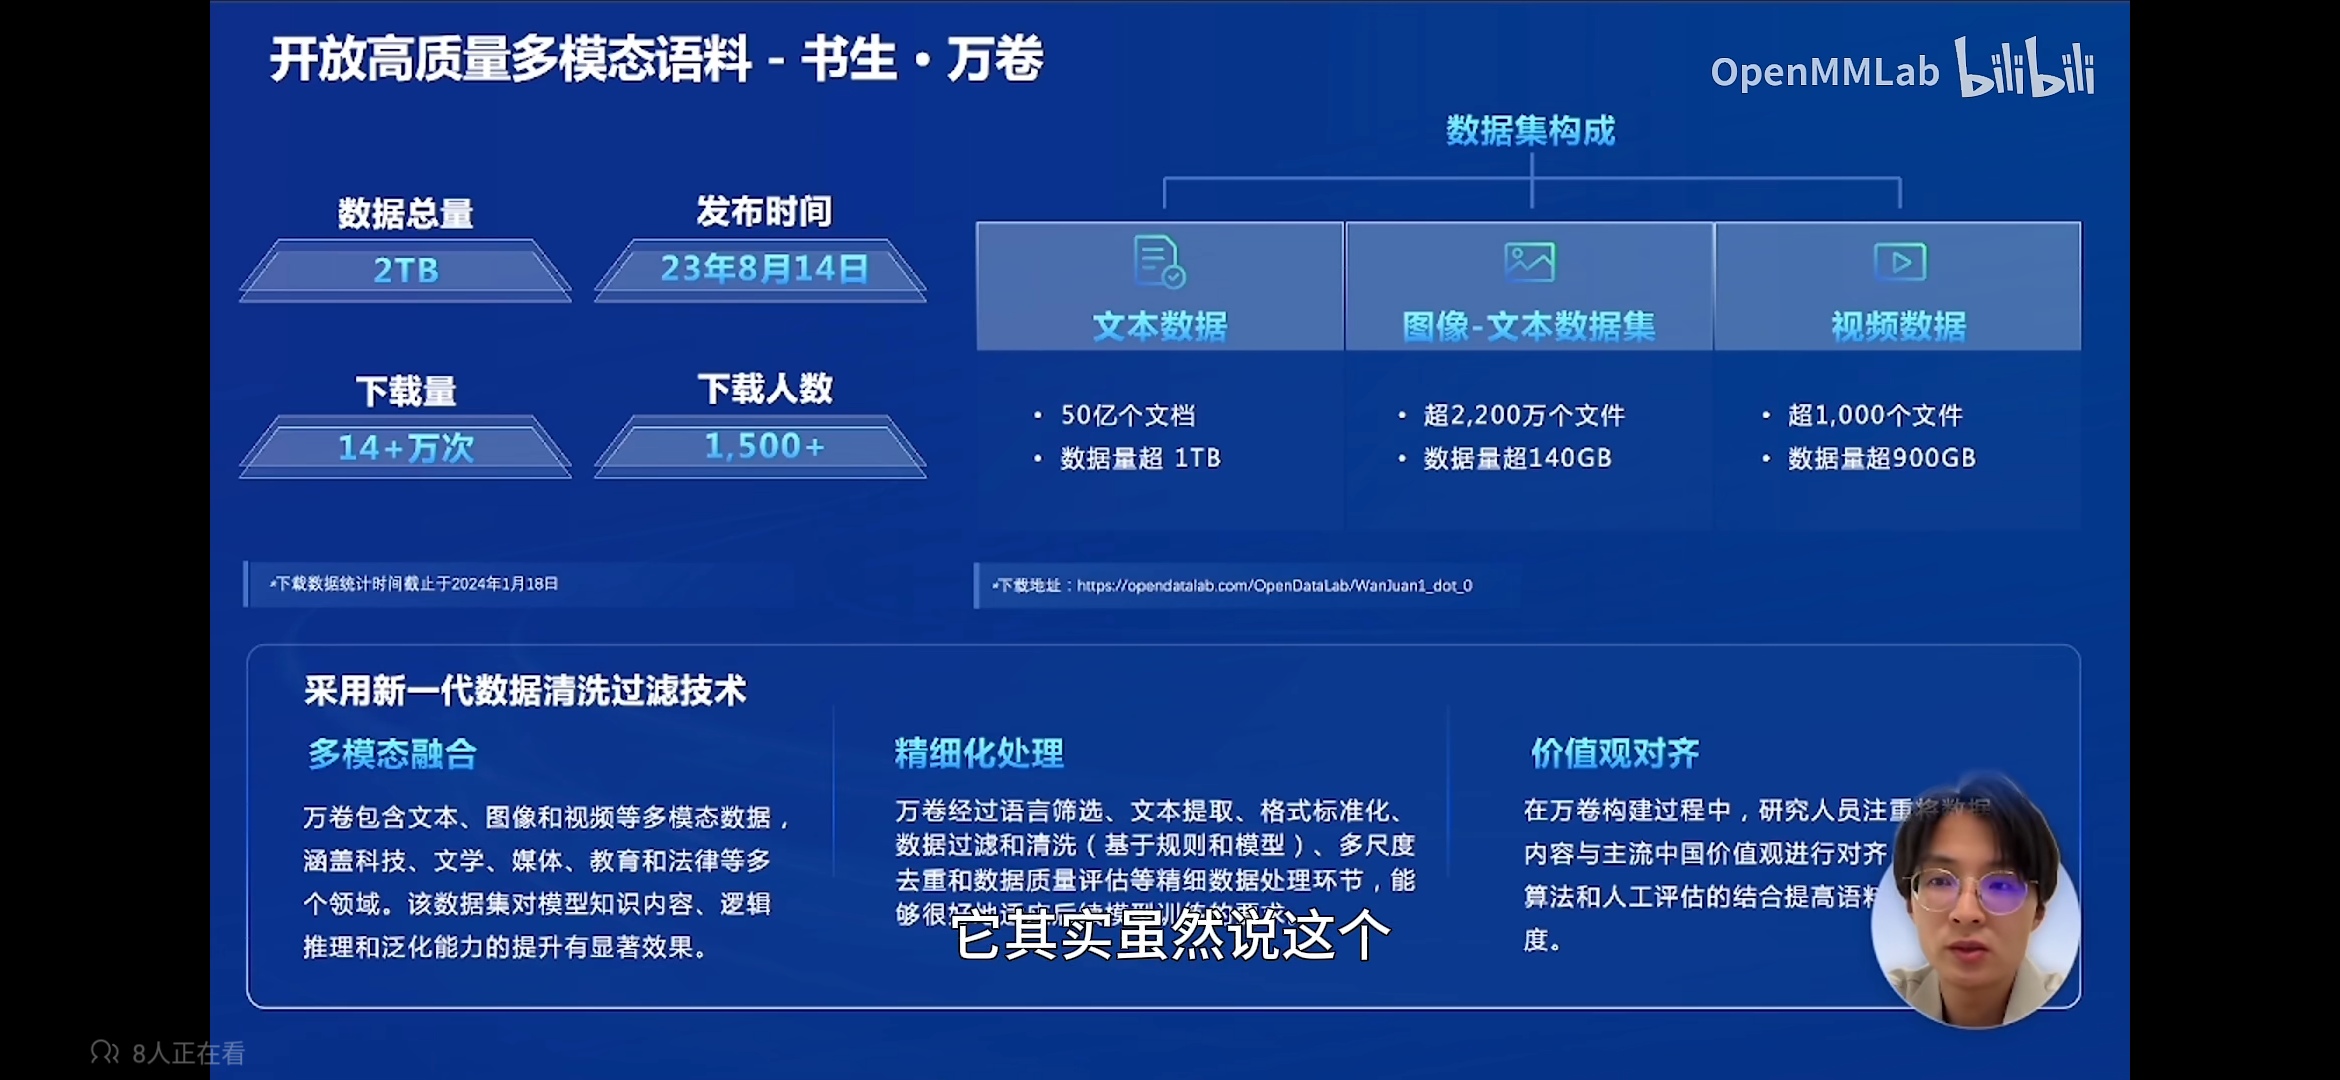 开放高质量多模态语料 - 书生·万卷
OpenMMLab bilibili
数据集构成
数据总量
2TB
发布时间
23年8月14日
下载量
14+万次
下载人数
1,500+
文本数据
• 50亿个文档
• 数据量超 1TB
图像-文本数据集
• 超2,200万个文件
• 数据量超140GB
视频数据
• 超1,000个文件
• 数据量超900GB
*下载数据统计时间截止于2024年1月18日
*下载地址：https://opendatalab.com/OpenDataLab/WanJuan1_dot_0
采用新一代数据清洗过滤技术
多模态融合
万卷包含文本、图像和视频等多模态数据，
涵盖科技、文学、媒体、教育和法律等多
个领域。该数据集对模型知识内容、逻辑
推理和泛化能力的提升有显著效果。
精细化处理
万卷经过语言筛选、文本提取、格式标准化、
数据过滤和清洗（基于规则和模型）、多尺度
去重和数据质量评估等精细数据处理环节，能
够很好地适应后续模型训练的要求
价值观对齐
在万卷构建过程中，研究人员注重将数据
内容与主流中国价值观进行对齐
算法和人工评估的结合提高语料
度。
它其实虽然说这个
8人正在看